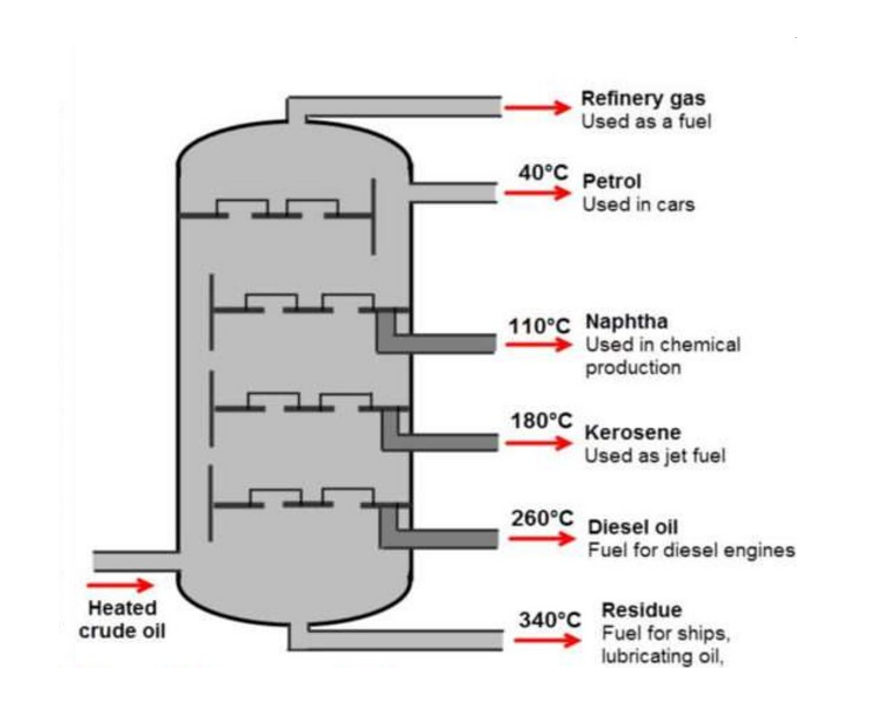 Refinery gas
Used as a fuel
40°C
Petrol
Used in cars
110°C
Naphtha
Used in chemical
production
180°C
Kerosene
Used as jet fuel
260°C
Diesel oil
Fuel for diesel engines
Heated
crude oil
340°C
Residue
Fuel for ships,
lubricating oil,